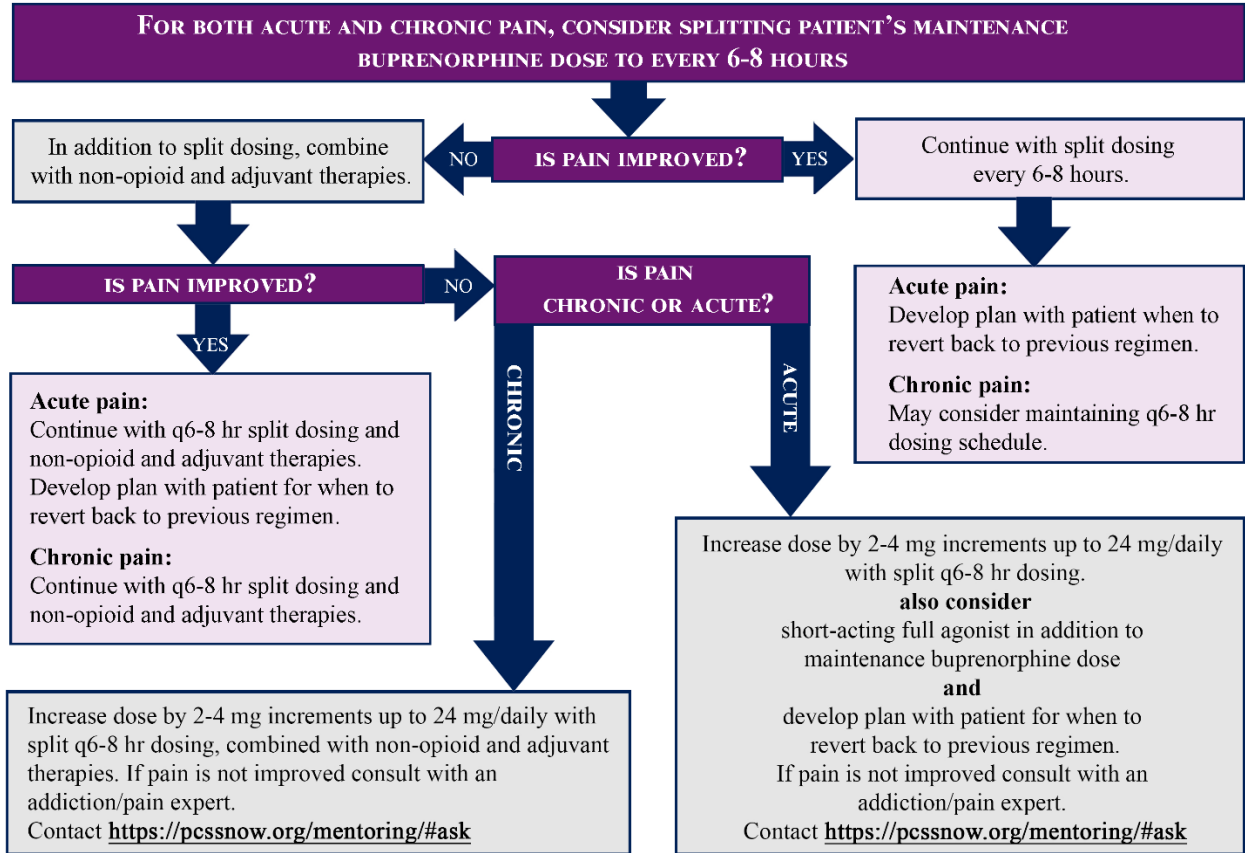 FOR BOTH ACUTE AND CHRONIC PAIN, CONSIDER SPLITTING PATIENT'S MAINTENANCE
BUPRENORPHINE DOSE TO EVERY 6-8 HOURS
In addition to split dosing, combine
with non-opioid and adjuvant therapies.
NO
IS PAIN IMPROVED?
YES
Continue with split dosing
every 6-8 hours.
IS PAIN IMPROVED?
NO
IS PAIN
CHRONIC OR ACUTE?
Acute pain:
Develop plan with patient when to
revert back to previous regimen.
Chronic pain:
May consider maintaining q6-8 hr
dosing schedule.
YES
Acute pain:
Continue with q6-8 hr split dosing and
non-opioid and adjuvant therapies.
Develop plan with patient for when to
revert back to previous regimen.
Chronic pain:
Continue with q6-8 hr split dosing and
non-opioid and adjuvant therapies.
CHRONIC
ACUTE
Increase dose by 2-4 mg increments up to 24 mg/daily with
split q6-8 hr dosing, combined with non-opioid and adjuvant
therapies. If pain is not improved consult with an
addiction/pain expert.
Contact https://pcssnow.org/mentoring/#ask
Increase dose by 2-4 mg increments up to 24 mg/daily
with split q6-8 hr dosing.
also consider
short-acting full agonist in addition to
maintenance buprenorphine dose
and
develop plan with patient for when to
revert back to previous regimen.
If pain is not improved consult with an
addiction/pain expert.
Contact https://pcssnow.org/mentoring/#ask